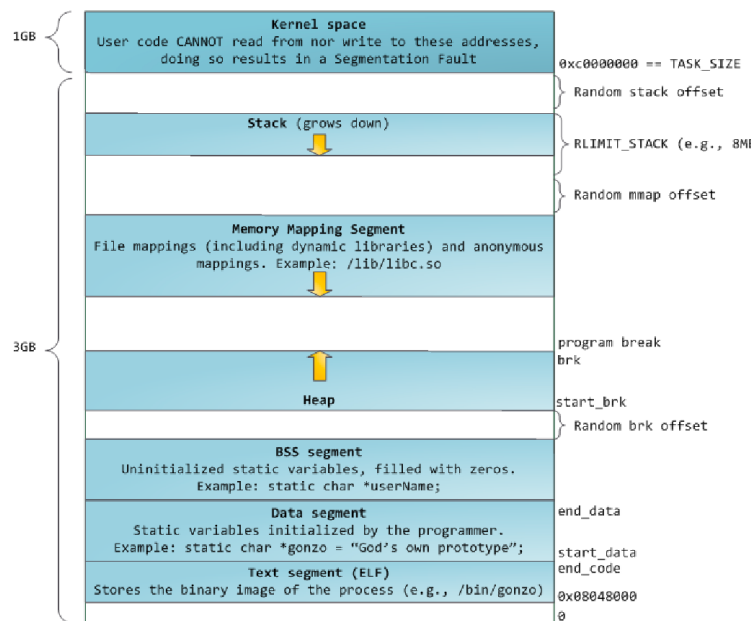 Kernel space
1GB
User code CANNOT read from nor write to these addresses,
doing so results in a Segmentation Fault
0xc0000000 == TASK_SIZE
Random stack offset
Stack (grows down)
RLIMIT_STACK (e.g., 8M
Random mmap offset
Memory Mapping Segment
File mappings (including dynamic libraries) and anonymous
mappings. Example: /lib/libc.so
3GB
program break
brk
Heap
start_brk
Random brk offset
BSS segment
Uninitialized static variables, filled with zeros.
Example: static char *userName;
Data segment
end_data
Static variables initialized by the programmer.
Example: static char *gonzo = “God’s own prototype”;
start_data
end_code
Text segment (ELF)
Stores the binary image of the process (e.g., /bin/gonzo)
0x08048000
0